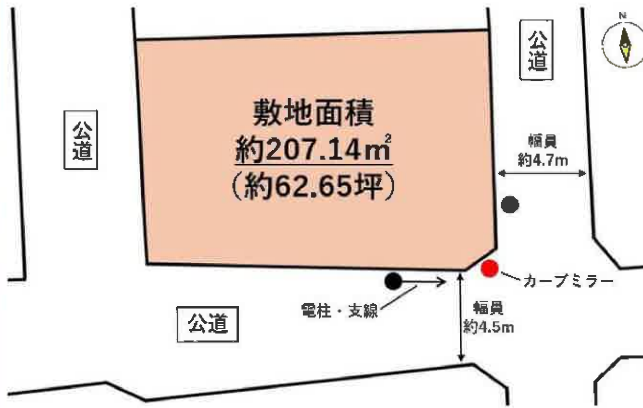 N
公道
敷地面積
約207.14㎡
(約62.65坪)
公道
幅員
約4.7m
カーブミラー
電柱・支線
公道
幅員
約4.5m